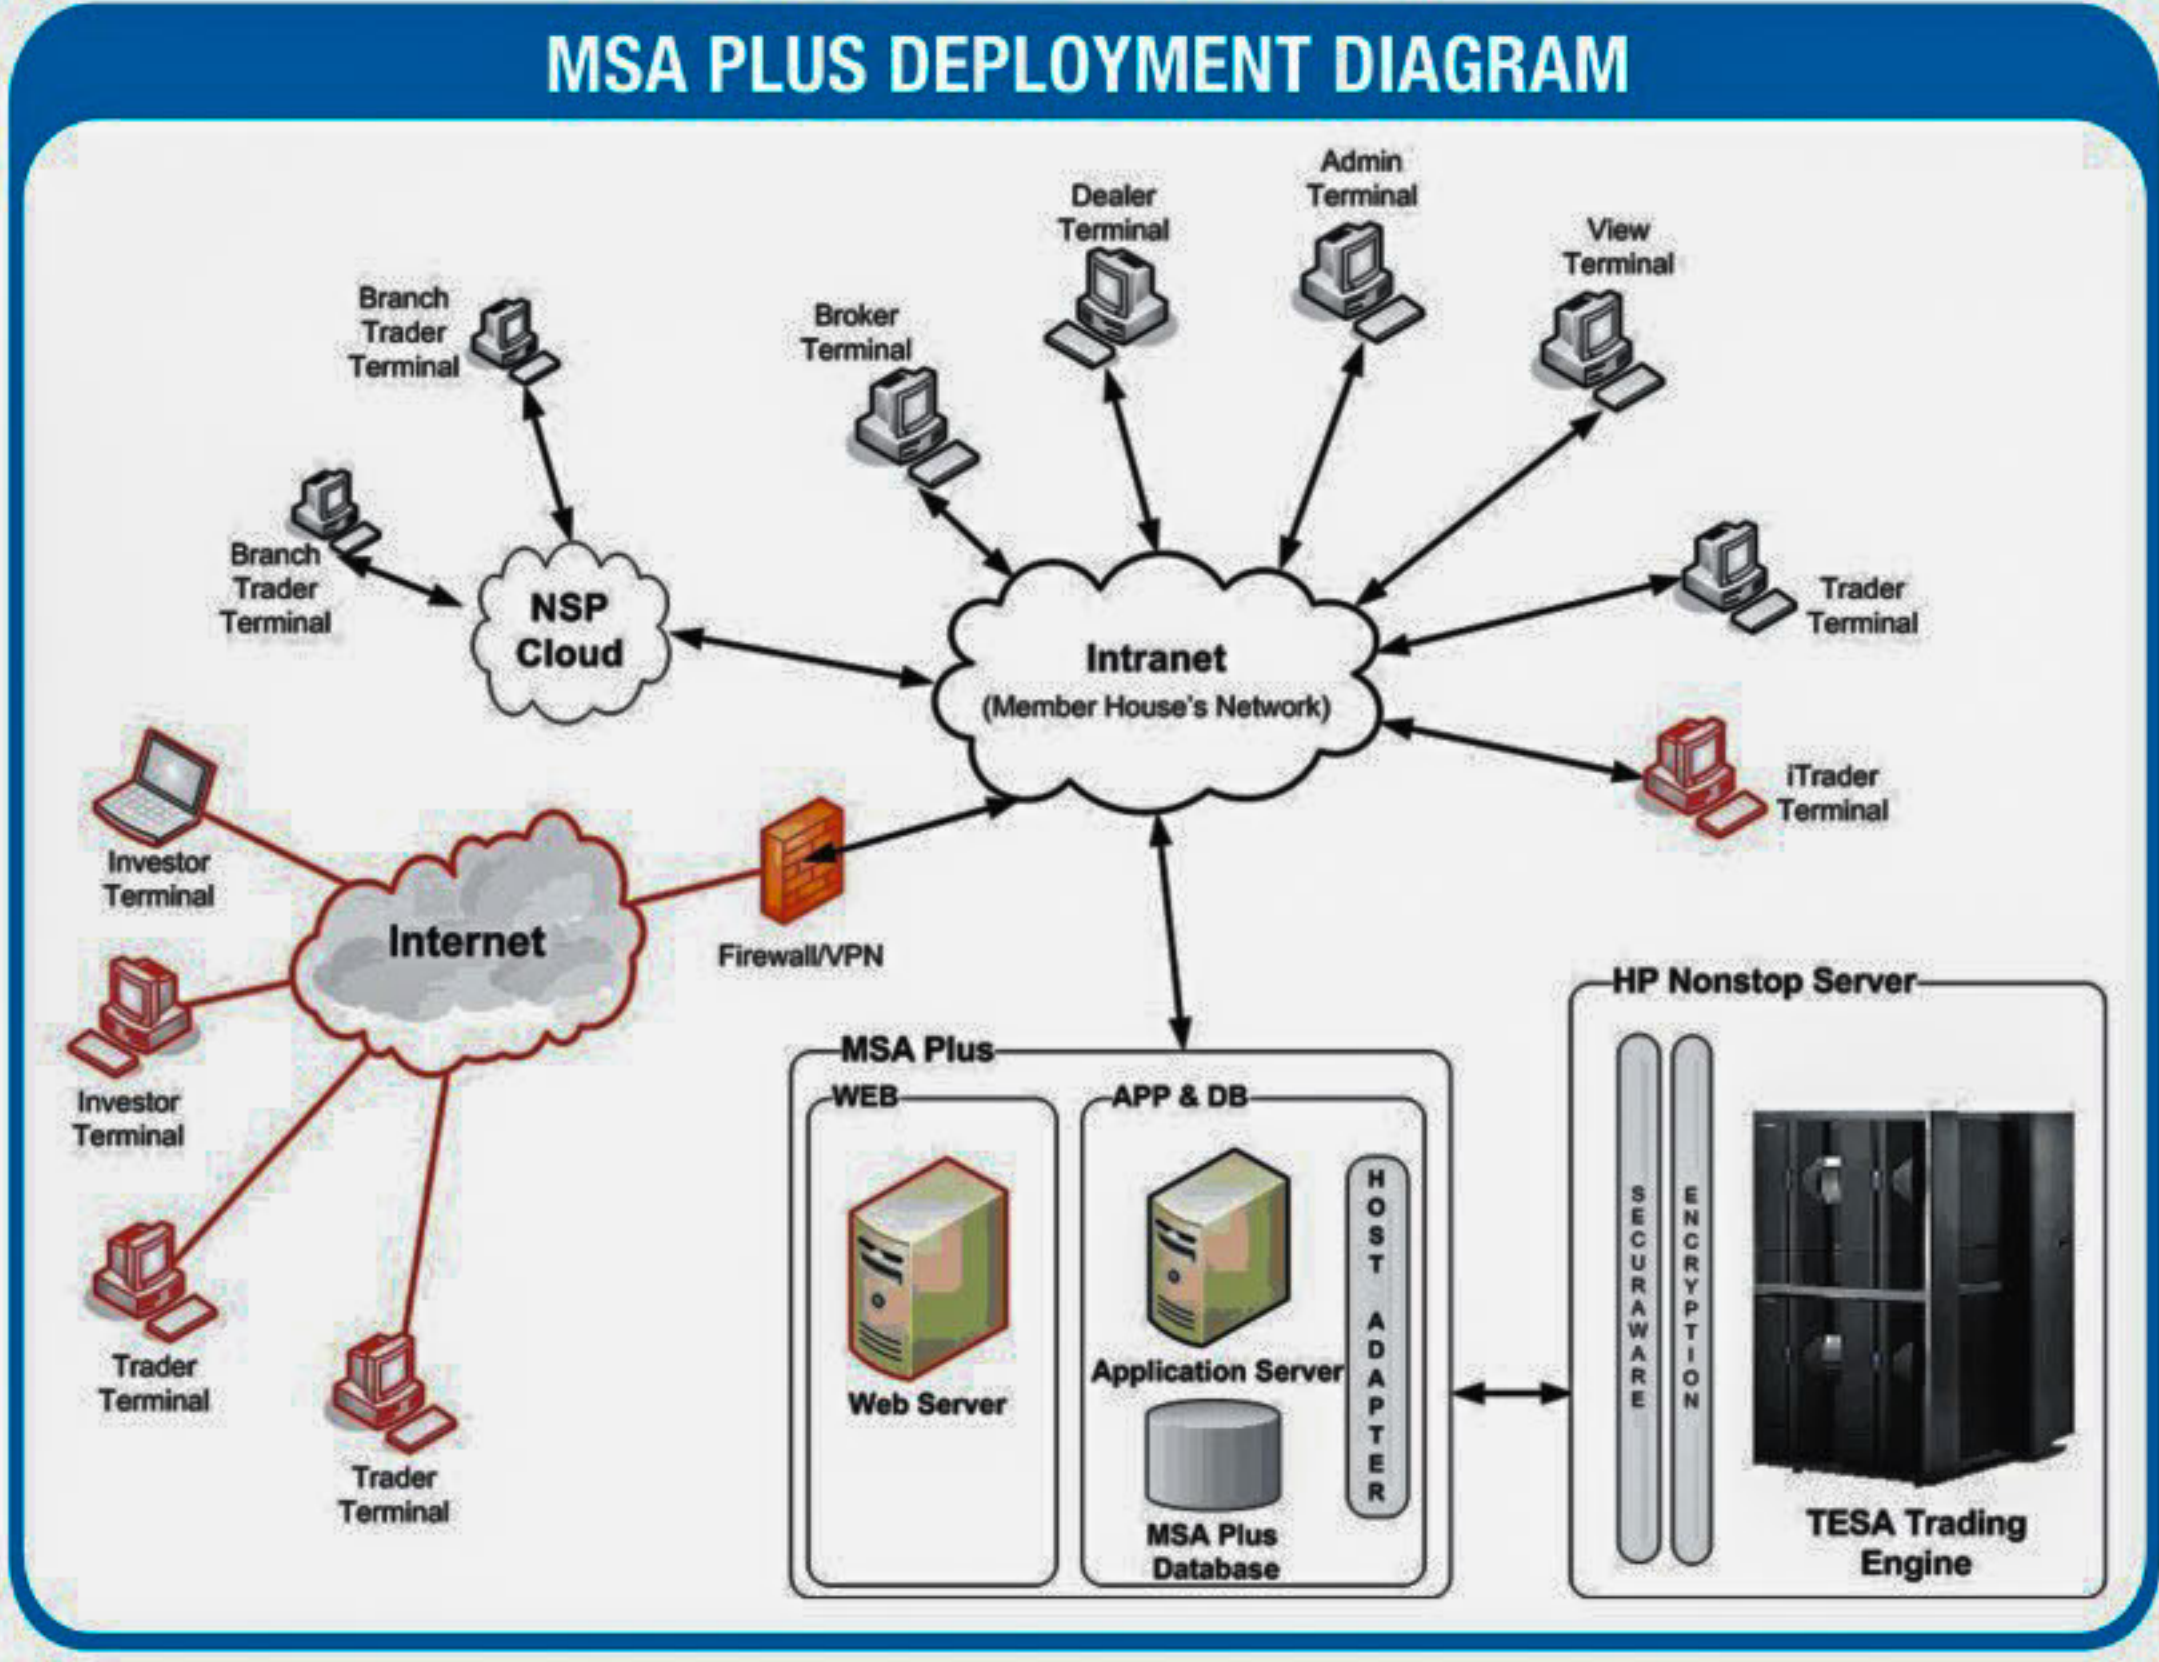 MSA PLUS DEPLOYMENT DIAGRAM
Admin
Terminal
Dealer
Terminal
View
Terminal
Branch
Trader
Terminal
Broker
Terminal
Branch
Trader
Terminal
NSP
Cloud
Intranet
(Member House's Network)
Trader
Terminal
iTrader
Terminal
Investor
Terminal
Internet
Firewall/VPN
Investor
Terminal
Trader
Terminal
Trader
Terminal
MSA Plus
WEB
Web Server
APP & DB
Application Server
MSA Plus
Database
HOST ADAPTER
HP Nonstop Server
SECURAWARE
ENCRYPTION
TESA Trading
Engine